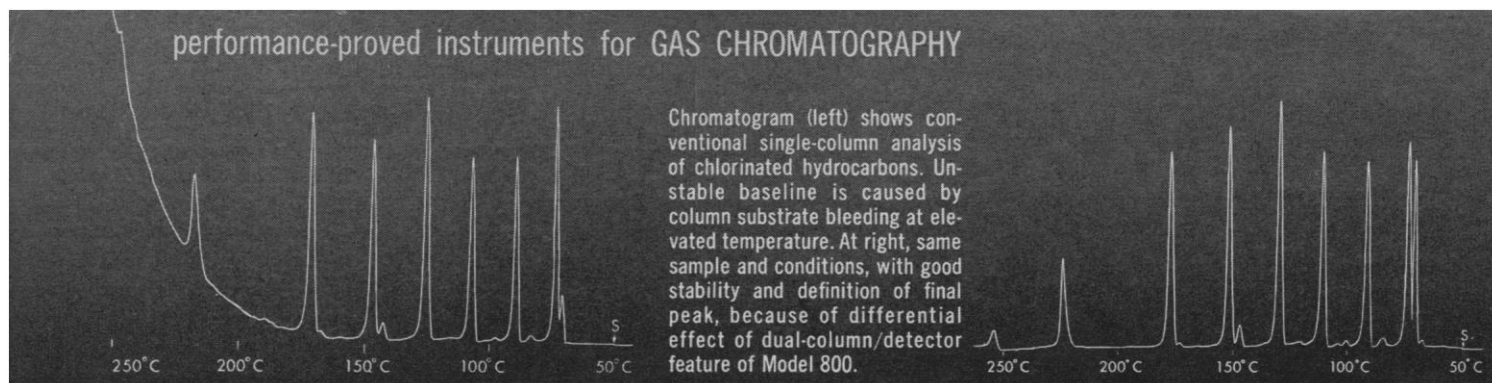 performance-proved instruments for GAS CHROMATOGRAPHY
Chromatogram (left) shows con-
ventional single-column analysis
of chlorinated hydrocarbons. Un-
stable baseline is caused by
column substrate bleeding at ele-
vated temperature. At right, same
sample and conditions, with good
stability and definition of final
peak, because of differential
effect of dual-column/detector
feature of Model 800.
S
250°C 200°C 150°C 100°C 50°C
S
250°C 200°C 150°C 100°C 50°C